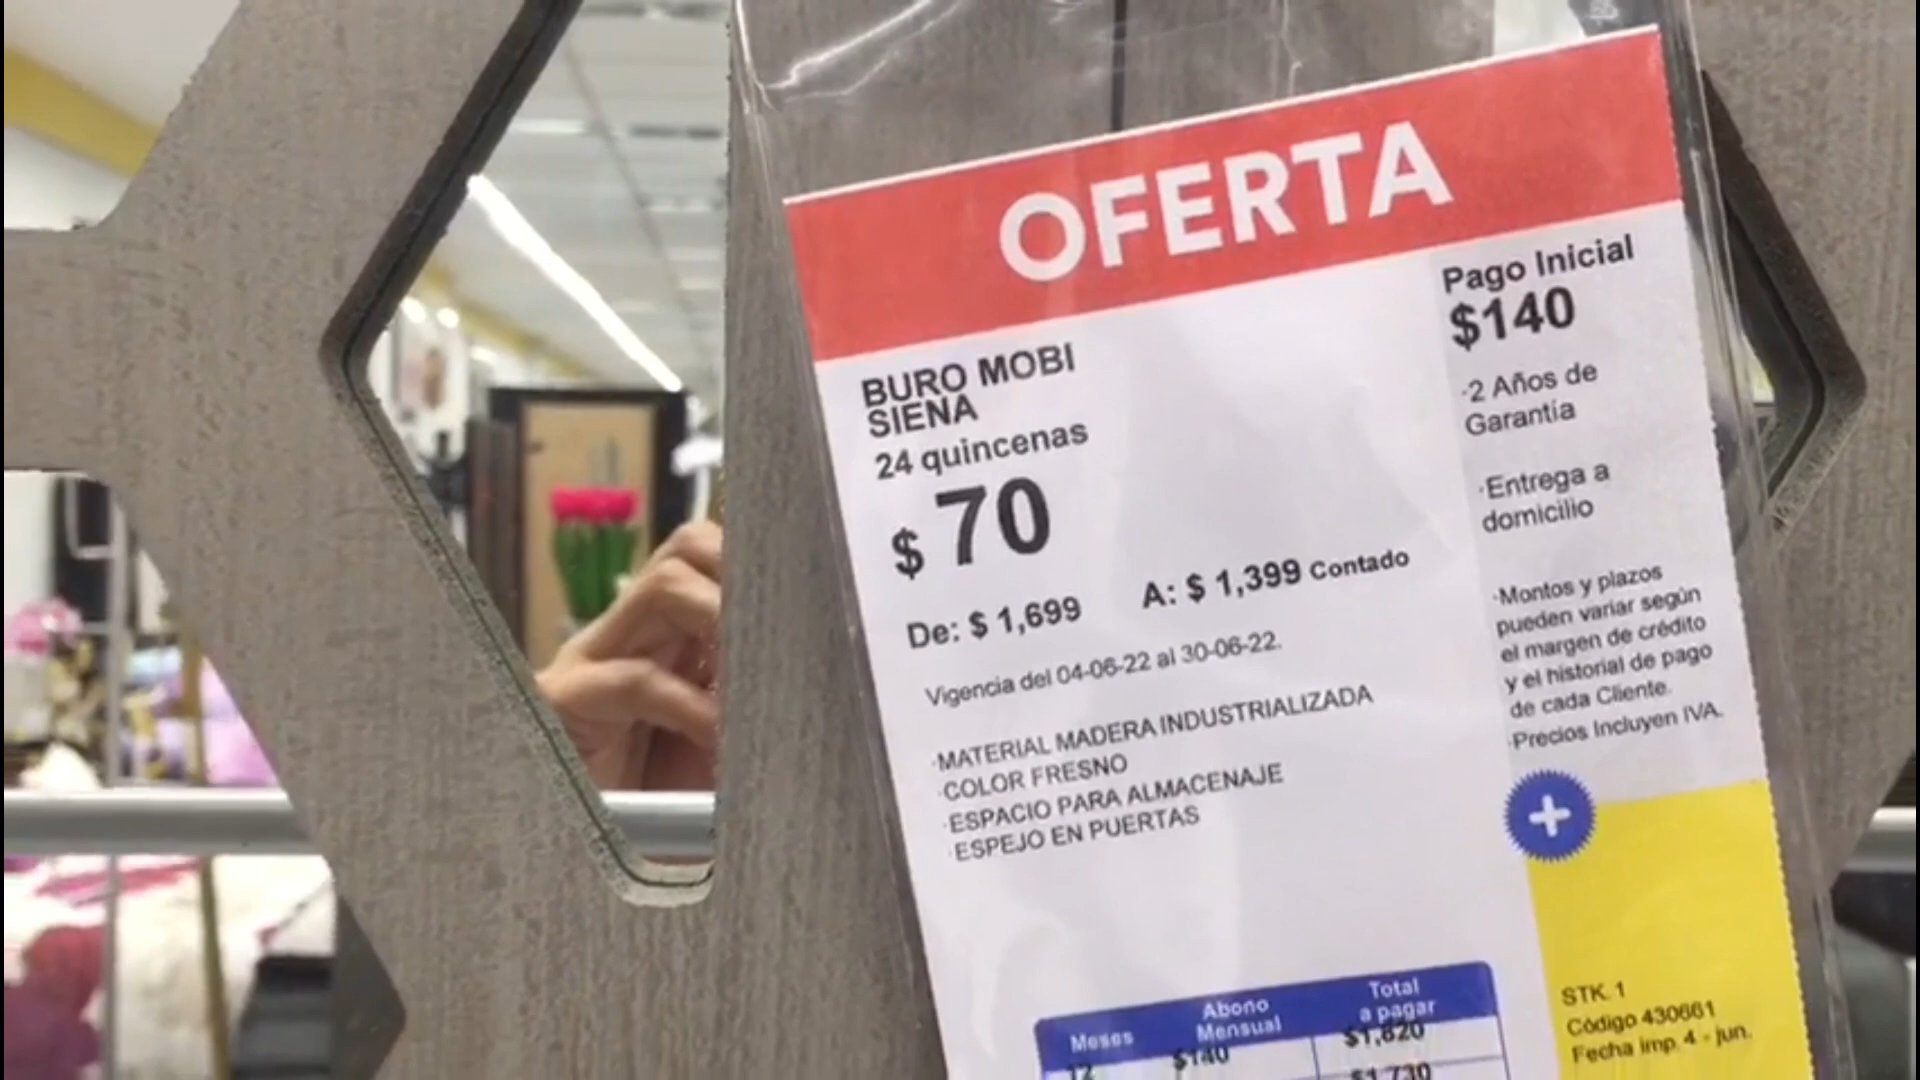 OFERTA
BURO MOBI
SIENA
24 quincenas
$ 70
De: $ 1,699 A: $ 1,399 Contado
Vigencia del 04-06-22 al 30-06-22.
·MATERIAL MADERA INDUSTRIALIZADA
·COLOR FRESNO
·ESPACIO PARA ALMACENAJE
·ESPEJO EN PUERTAS
Pago Inicial
$140
·2 Años de
Garantía
·Entrega a
domicilio
·Montos y plazos
pueden variar según
el margen de crédito
y el historial de pago
de cada Cliente.
·Precios Incluyen IVA.
+
Meses Abono Mensual Total a pagar
12 $140 $1,820
$1,730
STK. 1
Código 430661
Fecha imp. 4 - jun.